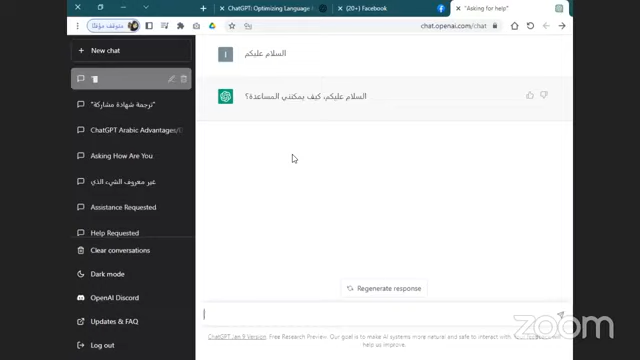 ChatGPT: Optimizing Language
(20+) Facebook
"Asking for help"
متوقف مؤقتًا
chat.openai.com/chat
New chat
السلام عليكم
السلام عليكم، كيف يمكنني المساعدة؟
"ترجمة شهادة مشاركة"
ChatGPT Arabic Advantages/D
Asking How Are You
غير معروف الشيء الذي
Assistance Requested
Help Requested
Clear conversations
Dark mode
OpenAI Discord
Updates & FAQ
Log out
Regenerate response
ChatGPT Jan 9 Version. Free Research Preview. Our goal is to make AI systems more natural and safe to interact with. Your feedback will
help us improve.
zoom